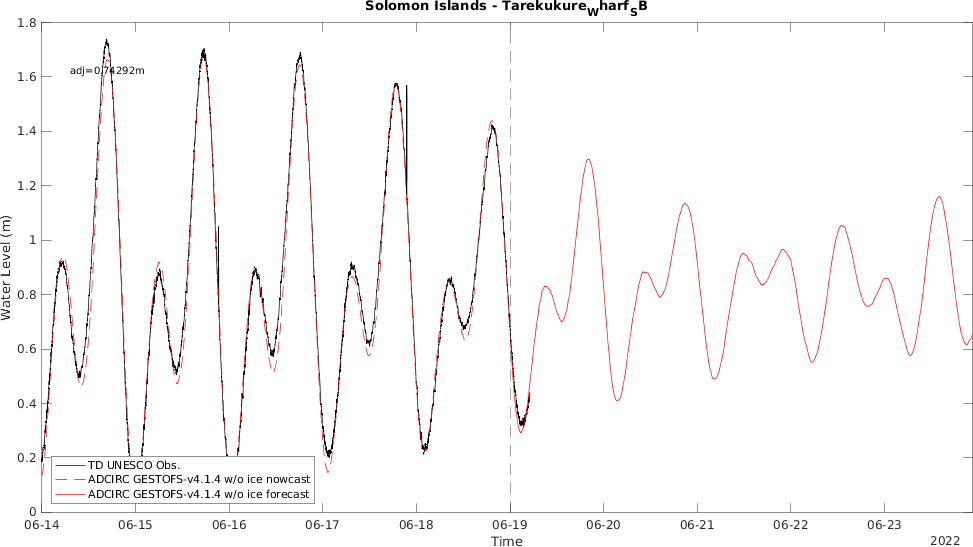 Solomon Islands - TarekukureWharfSB
1.8
1.6
1.4
1.2
1
0.8
0.6
0.4
0.2
0
Water Level (m)
adj=0.74292m
TD UNESCO Obs.
ADCIRC GESTOFS-v4.1.4 w/o ice nowcast
ADCIRC GESTOFS-v4.1.4 w/o ice forecast
06-14 06-15 06-16 06-17 06-18 06-19 06-20 06-21 06-22 06-23
Time
2022